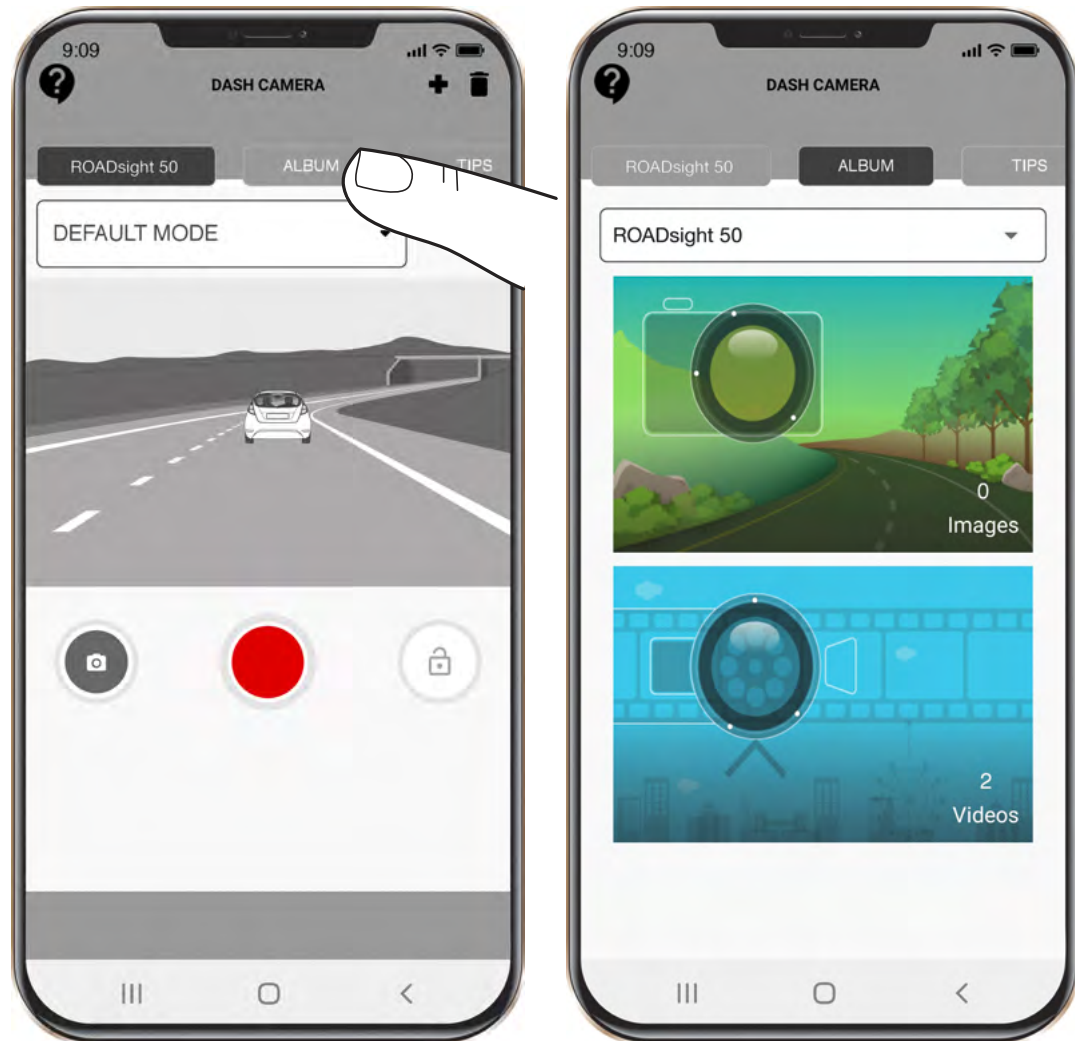 9:09
DASH CAMERA
ROADsight 50
ALBUM
TIPS
DEFAULT MODE
9:09
DASH CAMERA
ROADsight 50
ALBUM
TIPS
ROADsight 50
0
Images
2
Videos